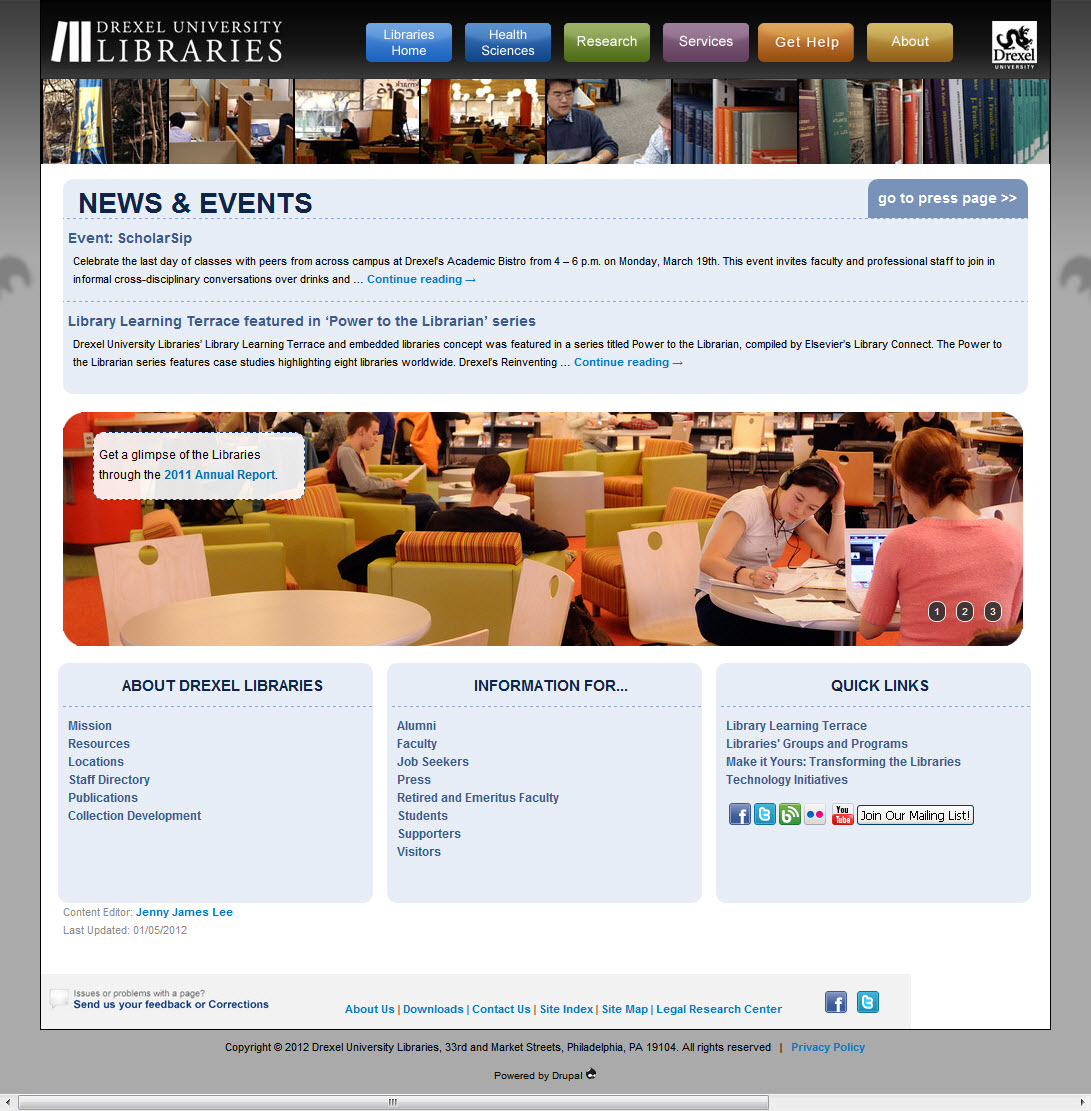 DREXEL UNIVERSITY
LIBRARIES
Libraries
Home
Health
Sciences
Research
Services
Get Help
About
Drexel
UNIVERSITY
NEWS & EVENTS
go to press page >>
Event: ScholarSip
Celebrate the last day of classes with peers from across campus at Drexel's Academic Bistro from 4 – 6 p.m. on Monday, March 19th. This event invites faculty and professional staff to join in
informal cross-disciplinary conversations over drinks and … Continue reading →
Library Learning Terrace featured in ‘Power to the Librarian’ series
Drexel University Libraries’ Library Learning Terrace and embedded libraries concept was featured in a series titled Power to the Librarian, compiled by Elsevier’s Library Connect. The Power to
the Librarian series features case studies highlighting eight libraries worldwide. Drexel's Reinventing … Continue reading →
Get a glimpse of the Libraries
through the 2011 Annual Report.
1 2 3
ABOUT DREXEL LIBRARIES
Mission
Resources
Locations
Staff Directory
Publications
Collection Development
INFORMATION FOR...
Alumni
Faculty
Job Seekers
Press
Retired and Emeritus Faculty
Students
Supporters
Visitors
QUICK LINKS
Library Learning Terrace
Libraries' Groups and Programs
Make it Yours: Transforming the Libraries
Technology Initiatives
You
Tube
Join Our Mailing List!
Content Editor: Jenny James Lee
Last Updated: 01/05/2012
Issues or problems with a page?
Send us your feedback or Corrections
About Us | Downloads | Contact Us | Site Index | Site Map | Legal Research Center
Copyright © 2012 Drexel University Libraries, 33rd and Market Streets, Philadelphia, PA 19104. All rights reserved | Privacy Policy
Powered by Drupal